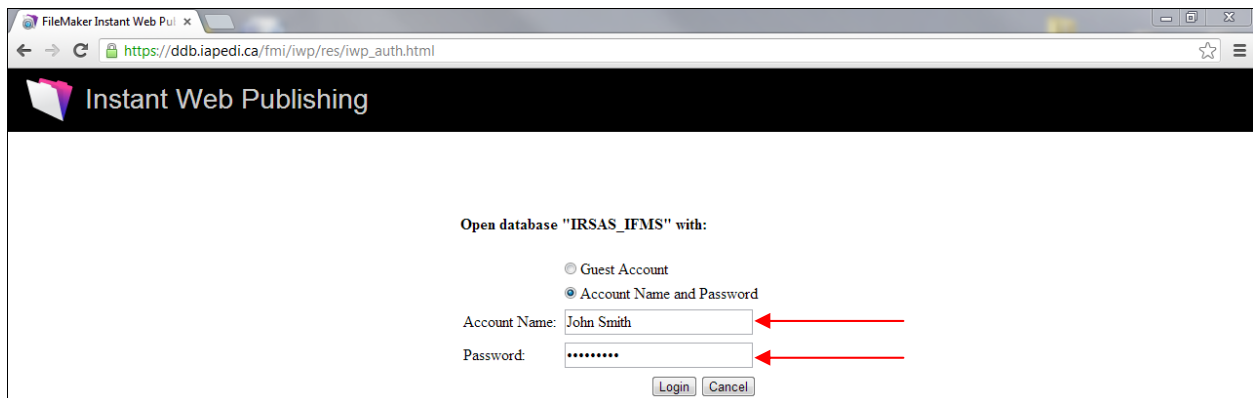 FileMaker Instant Web Pul
https://ddb.iapedi.ca/fmi/iwp/res/iwp_auth.html
Instant Web Publishing
Open database "IRSAS_IFMS" with:
Guest Account
Account Name and Password
Account Name: John Smith
Password: •••••••••
Login Cancel